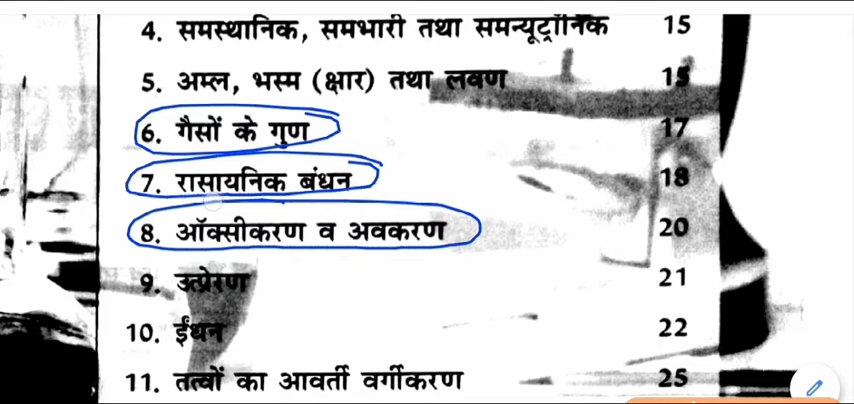 4. समस्थानिक, समभारी तथा समन्यूट्रॉनिक 15
5. अम्ल, भस्म (क्षार) तथा लवण 15
6. गैसों के गुण 17
7. रासायनिक बंधन 18
8. ऑक्सीकरण व अवकरण 20
9. उत्प्रेरण 21
10. ईंधन 22
11. तत्वों का आवर्ती वर्गीकरण 25